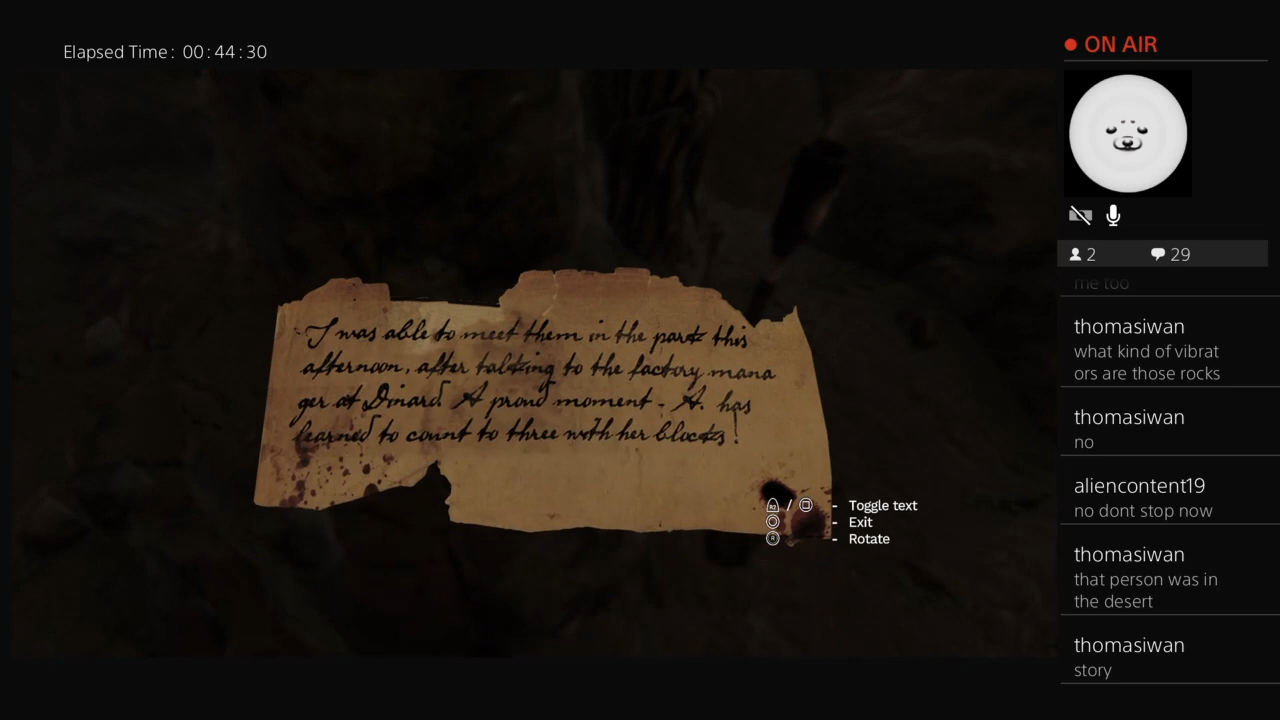 Elapsed Time: 00:44:30
ON AIR
2 29
me too
thomasiwan
what kind of vibrat
ors are those rocks
thomasiwan
no
aliencontent19
no dont stop now
thomasiwan
that person was in
the desert
thomasiwan
story
I was able to meet them in the park this
afternoon, after talking to the factory mana
ger at Dinard. A proud moment - A. has
learned to count to three with her blocks!
R2 / - Toggle text
- Exit
R - Rotate